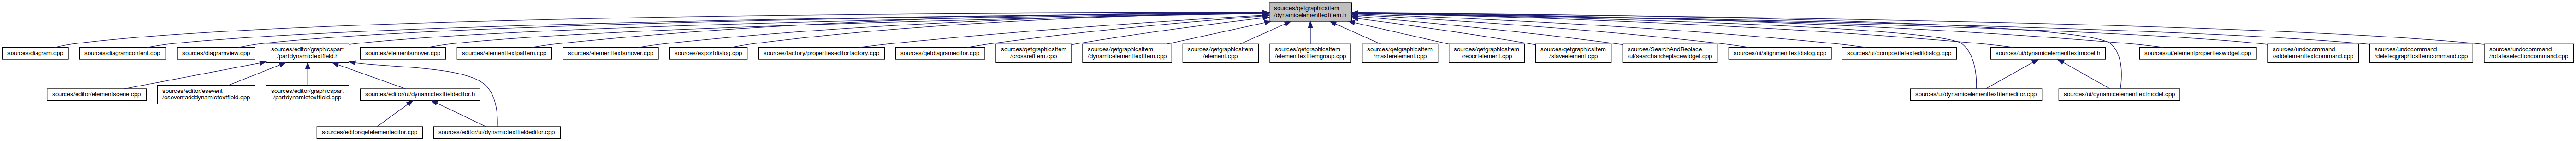 sources/qetgraphicsitem
/dynamicelementtextitem.h
sources/diagram.cpp
sources/diagramcontent.cpp
sources/diagramview.cpp
sources/editor/graphicspart
/partdynamictextfield.h
sources/elementsmover.cpp
sources/elementtextpattern.cpp
sources/elementtextsmover.cpp
sources/exportdialog.cpp
sources/factory/propertieseditorfactory.cpp
sources/qetdiagrameditor.cpp
sources/qetgraphicsitem
/crossrefitem.cpp
sources/qetgraphicsitem
/dynamicelementtextitem.cpp
sources/qetgraphicsitem
/element.cpp
sources/qetgraphicsitem
/elementtextitemgroup.cpp
sources/qetgraphicsitem
/masterelement.cpp
sources/qetgraphicsitem
/reportelement.cpp
sources/qetgraphicsitem
/slaveelement.cpp
sources/SearchAndReplace
/ui/searchandreplacewidget.cpp
sources/ui/alignmenttextdialog.cpp
sources/ui/compositetexteditdialog.cpp
sources/ui/dynamicelementtextmodel.h
sources/ui/elementpropertieswidget.cpp
sources/undocommand
/addelementtextcommand.cpp
sources/undocommand
/deleteqgraphicsitemcommand.cpp
sources/undocommand
/rotateselectioncommand.cpp
sources/editor/elementscene.cpp
sources/editor/esevent
/eseventadddynamictextfield.cpp
sources/editor/graphicspart
/partdynamictextfield.cpp
sources/editor/ui/dynamictextfieldeditor.h
sources/ui/dynamicelementtextitemeditor.cpp
sources/ui/dynamicelementtextmodel.cpp
sources/editor/qetelementeditor.cpp
sources/editor/ui/dynamictextfieldeditor.cpp